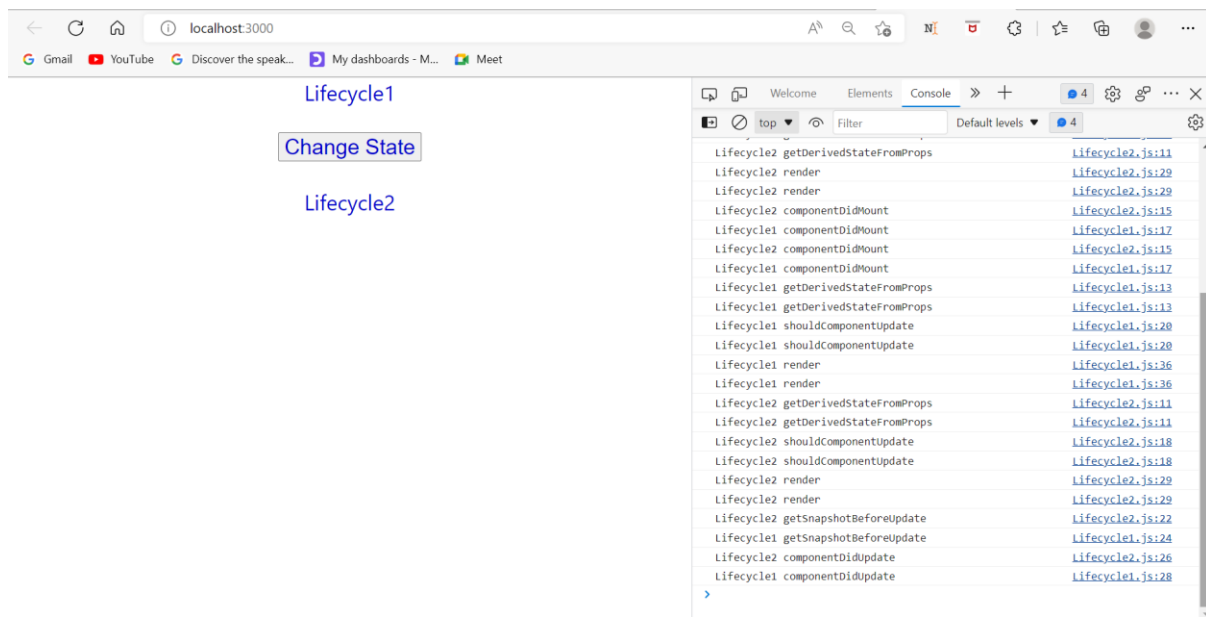 localhost:3000
Gmail YouTube Discover the speak... My dashboards - M... Meet
Lifecycle1
Change State
Lifecycle2
Welcome Elements Console 4
top Filter Default levels 4
Lifecycle2 getDerivedStateFromProps Lifecycle2.js:11
Lifecycle2 render Lifecycle2.js:29
Lifecycle2 render Lifecycle2.js:29
Lifecycle2 componentDidMount Lifecycle2.js:15
Lifecycle1 componentDidMount Lifecycle1.js:17
Lifecycle2 componentDidMount Lifecycle2.js:15
Lifecycle1 componentDidMount Lifecycle1.js:17
Lifecycle1 getDerivedStateFromProps Lifecycle1.js:13
Lifecycle1 getDerivedStateFromProps Lifecycle1.js:13
Lifecycle1 shouldComponentUpdate Lifecycle1.js:20
Lifecycle1 shouldComponentUpdate Lifecycle1.js:20
Lifecycle1 render Lifecycle1.js:36
Lifecycle1 render Lifecycle1.js:36
Lifecycle2 getDerivedStateFromProps Lifecycle2.js:11
Lifecycle2 getDerivedStateFromProps Lifecycle2.js:11
Lifecycle2 shouldComponentUpdate Lifecycle2.js:18
Lifecycle2 shouldComponentUpdate Lifecycle2.js:18
Lifecycle2 render Lifecycle2.js:29
Lifecycle2 render Lifecycle2.js:29
Lifecycle2 getSnapshotBeforeUpdate Lifecycle2.js:22
Lifecycle1 getSnapshotBeforeUpdate Lifecycle1.js:24
Lifecycle2 componentDidUpdate Lifecycle2.js:26
Lifecycle1 componentDidUpdate Lifecycle1.js:28